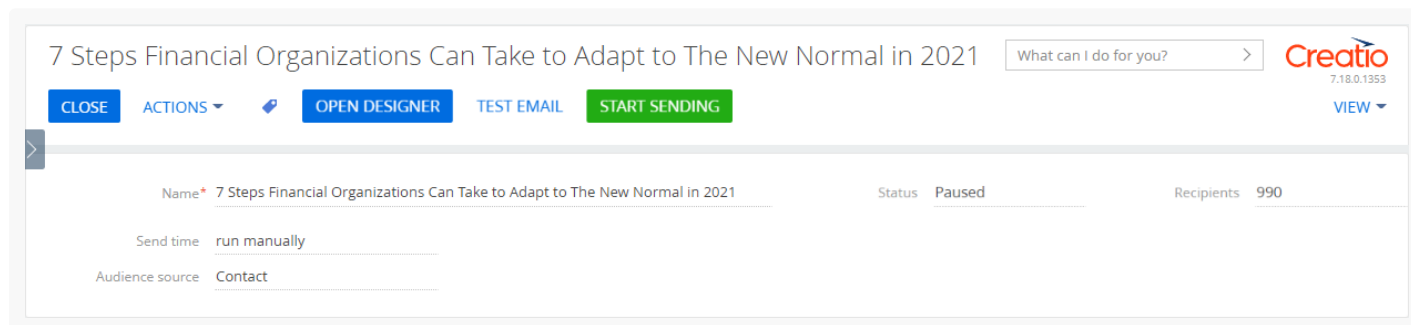 7 Steps Financial Organizations Can Take to Adapt to The New Normal in 2021
What can I do for you?
Creatio
7.18.0.1353
CLOSE ACTIONS OPEN DESIGNER TEST EMAIL START SENDING VIEW
Name* 7 Steps Financial Organizations Can Take to Adapt to The New Normal in 2021 Status Paused Recipients 990
Send time run manually
Audience source Contact